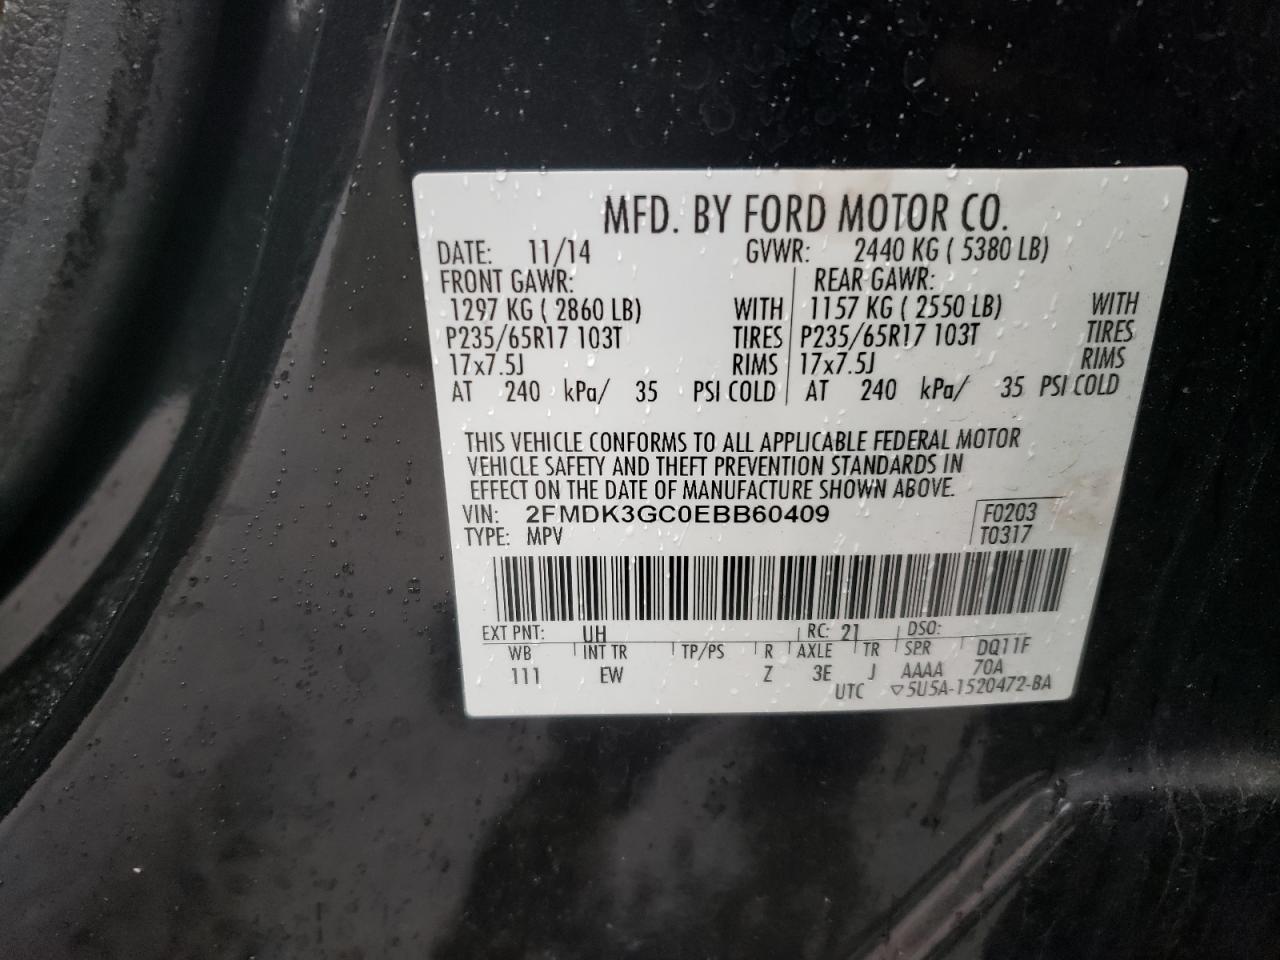 MFD. BY FORD MOTOR CO.
DATE: 11/14 GVWR: 2440 KG ( 5380 LB)
FRONT GAWR: REAR GAWR:
1297 KG ( 2860 LB) WITH 1157 KG ( 2550 LB) WITH
P235/65R17 103T TIRES P235/65R17 103T TIRES
17x7.5J RIMS 17x7.5J RIMS
AT 240 kPa/ 35 PSI COLD AT 240 kPa/ 35 PSI COLD
THIS VEHICLE CONFORMS TO ALL APPLICABLE FEDERAL MOTOR
VEHICLE SAFETY AND THEFT PREVENTION STANDARDS IN
EFFECT ON THE DATE OF MANUFACTURE SHOWN ABOVE.
VIN: 2FMDK3GC0EBB60409 F0203
TYPE: MPV T0317
EXT PNT: UH RC: 21 DSO:
WB INT TR TP/PS R AXLE TR SPR DQ11F
111 EW Z 3E J AAAA 70A
UTC ▽5U5A-1520472-BA